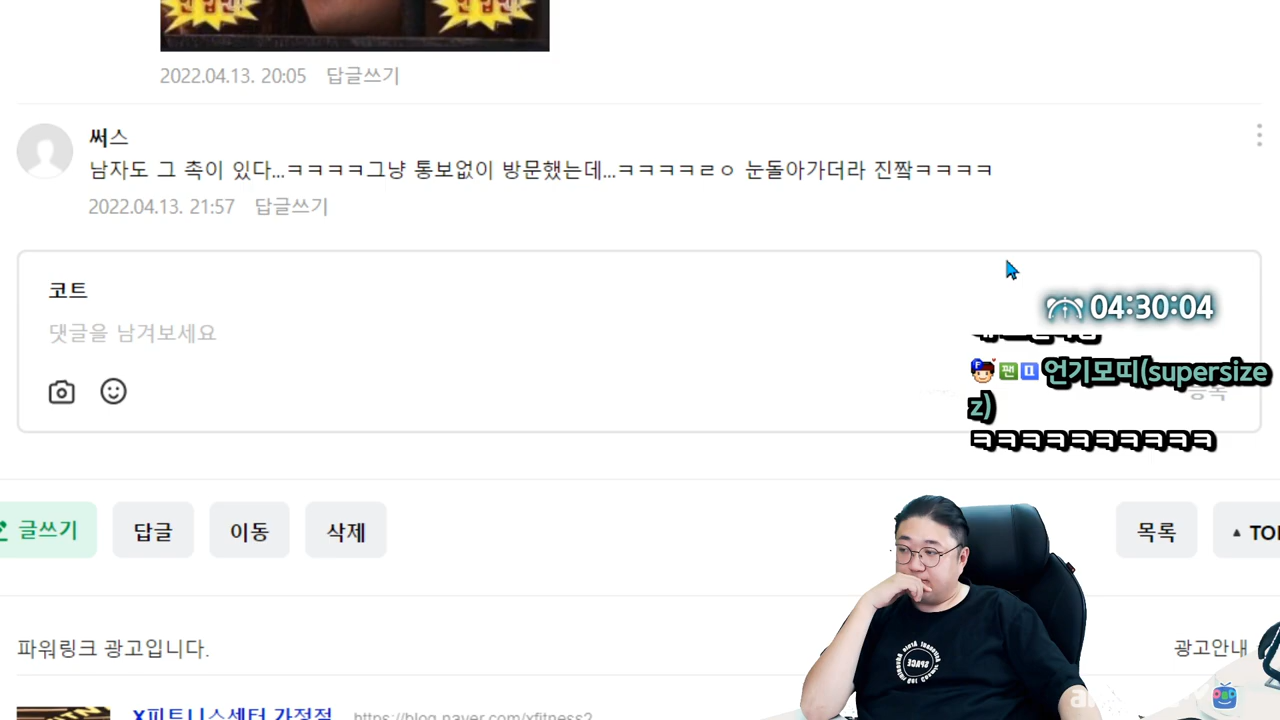 2022.04.13. 20:05 답글쓰기
써스
남자도 그 촉이 있다...ㅋㅋㅋㅋ그냥 통보없이 방문했는데...ㅋㅋㅋㅋㄹㅇ 눈돌아가더라 진짞ㅋㅋㅋㅋ
2022.04.13. 21:57 답글쓰기
코트
댓글을 남겨보세요
04:30:04
팬 언기모띠(supersize
z)
등록
ㅋㅋㅋㅋㅋㅋㅋㅋㅋㅋ
글쓰기 답글 이동 삭제 목록 ▲
SPACE
파워링크 광고입니다. 광고안내
X피트니스센터 가정점 https://blog.naver.com/xfitness2